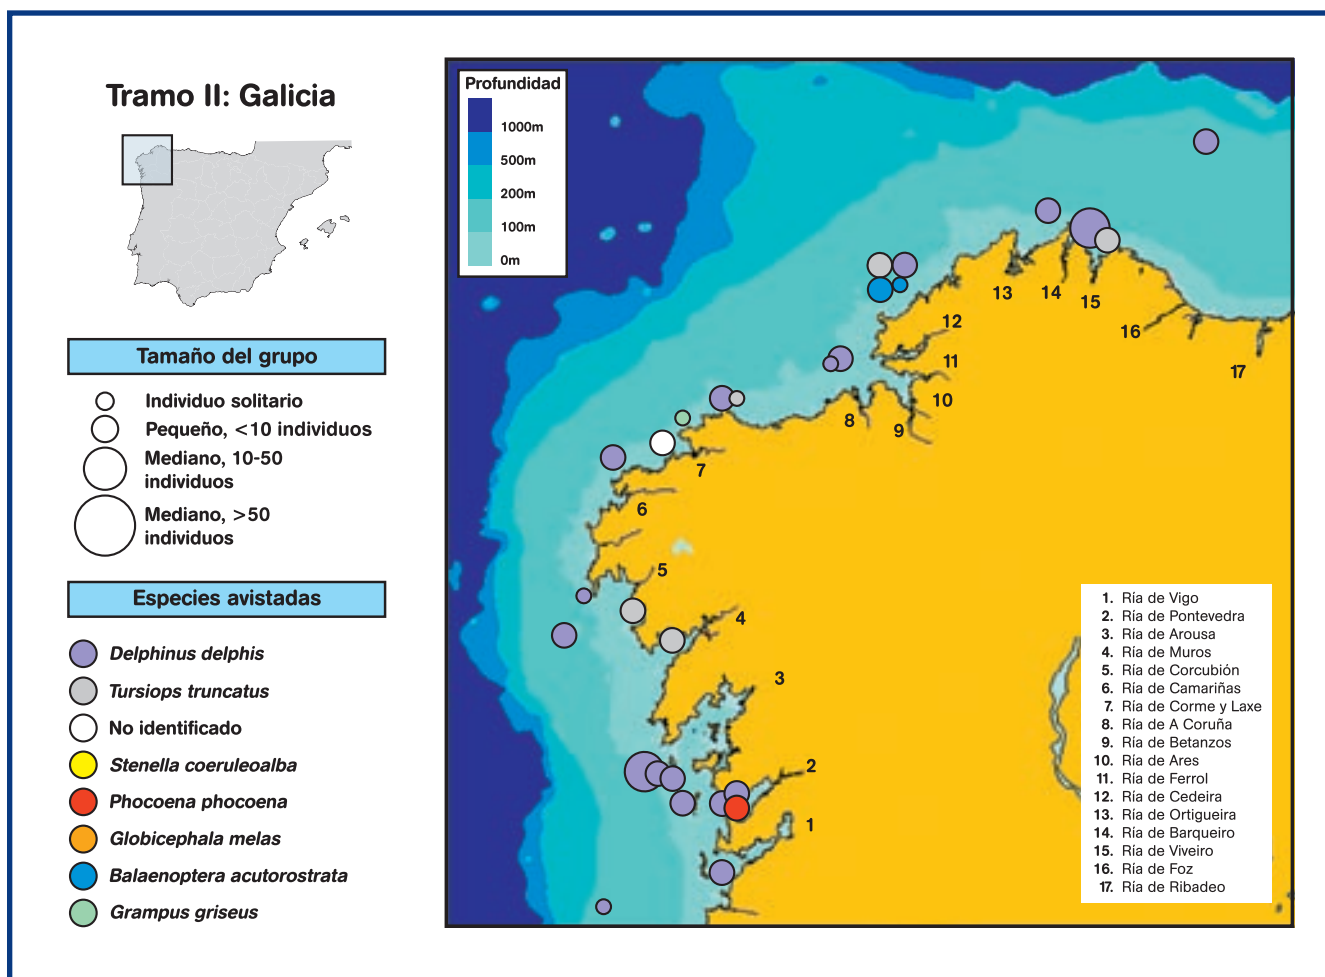 Tramo II: Galicia
Tamaño del grupo
Individuo solitario
Pequeño, <10 individuos
Mediano, 10-50
individuos
Mediano, >50
individuos
Especies avistadas
Delphinus delphis
Tursiops truncatus
No identificado
Stenella coeruleoalba
Phocoena phocoena
Globicephala melas
Balaenoptera acutorostrata
Grampus griseus
Profundidad
1000m
500m
200m
100m
0m
13
14
15
16
17
12
11
10
9
8
7
6
5
4
3
2
1
1. Ría de Vigo
2. Ría de Pontevedra
3. Ría de Arousa
4. Ría de Muros
5. Ría de Corcubión
6. Ría de Camariñas
7. Ría de Corme y Laxe
8. Ría de A Coruña
9. Ría de Betanzos
10. Ría de Ares
11. Ría de Ferrol
12. Ría de Cedeira
13. Ría de Ortigueira
14. Ría de Barqueiro
15. Ría de Viveiro
16. Ría de Foz
17. Ría de Ribadeo